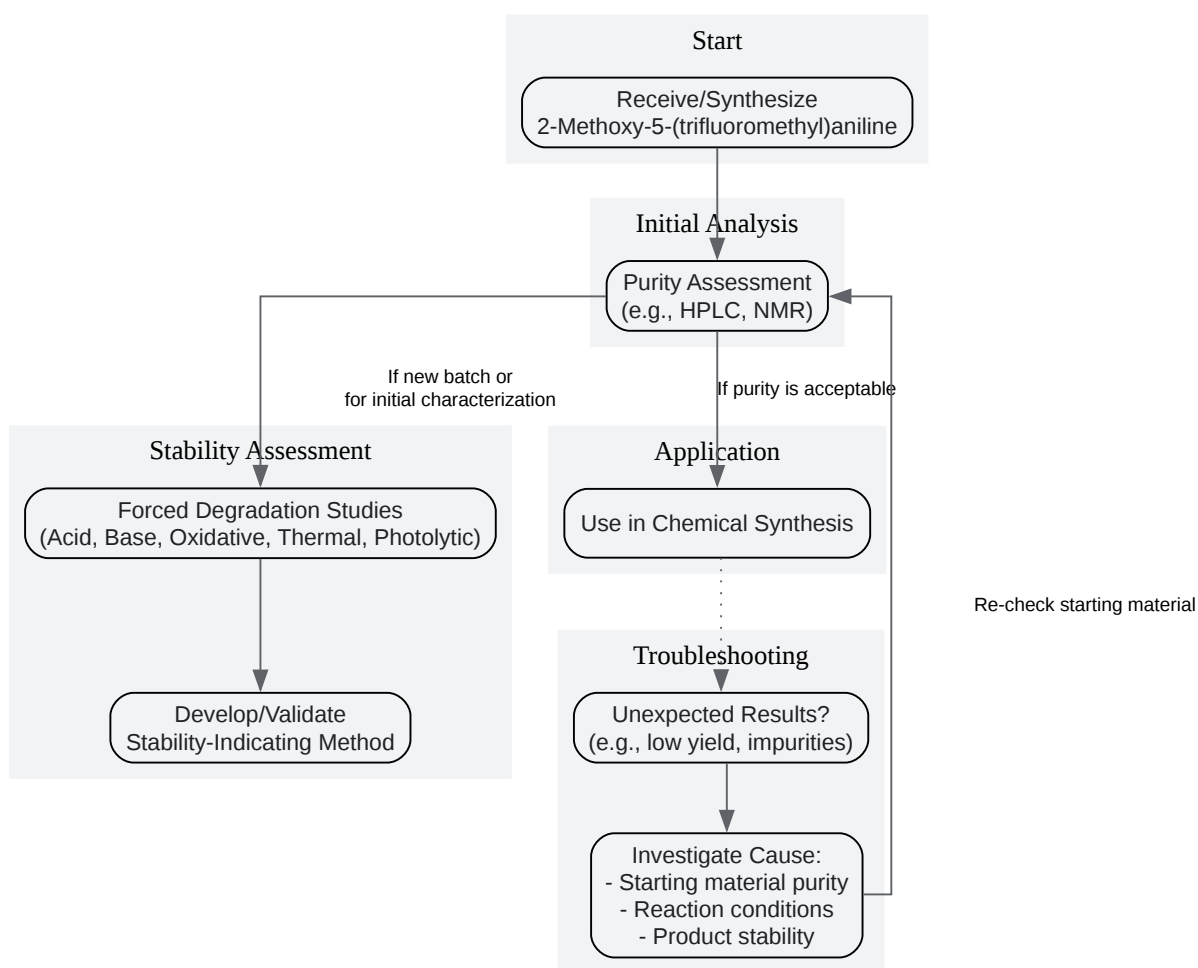 Start
Receive/Synthesize
2-Methoxy-5-(trifluoromethyl)aniline
Initial Analysis
Purity Assessment
(e.g., HPLC, NMR)
If new batch or
for initial characterization
If purity is acceptable
Stability Assessment
Forced Degradation Studies
(Acid, Base, Oxidative, Thermal, Photolytic)
Application
Use in Chemical Synthesis
Re-check starting material
Develop/Validate
Stability-Indicating Method
Troubleshooting
Unexpected Results?
(e.g., low yield, impurities)
Investigate Cause:
- Starting material purity
- Reaction conditions
- Product stability